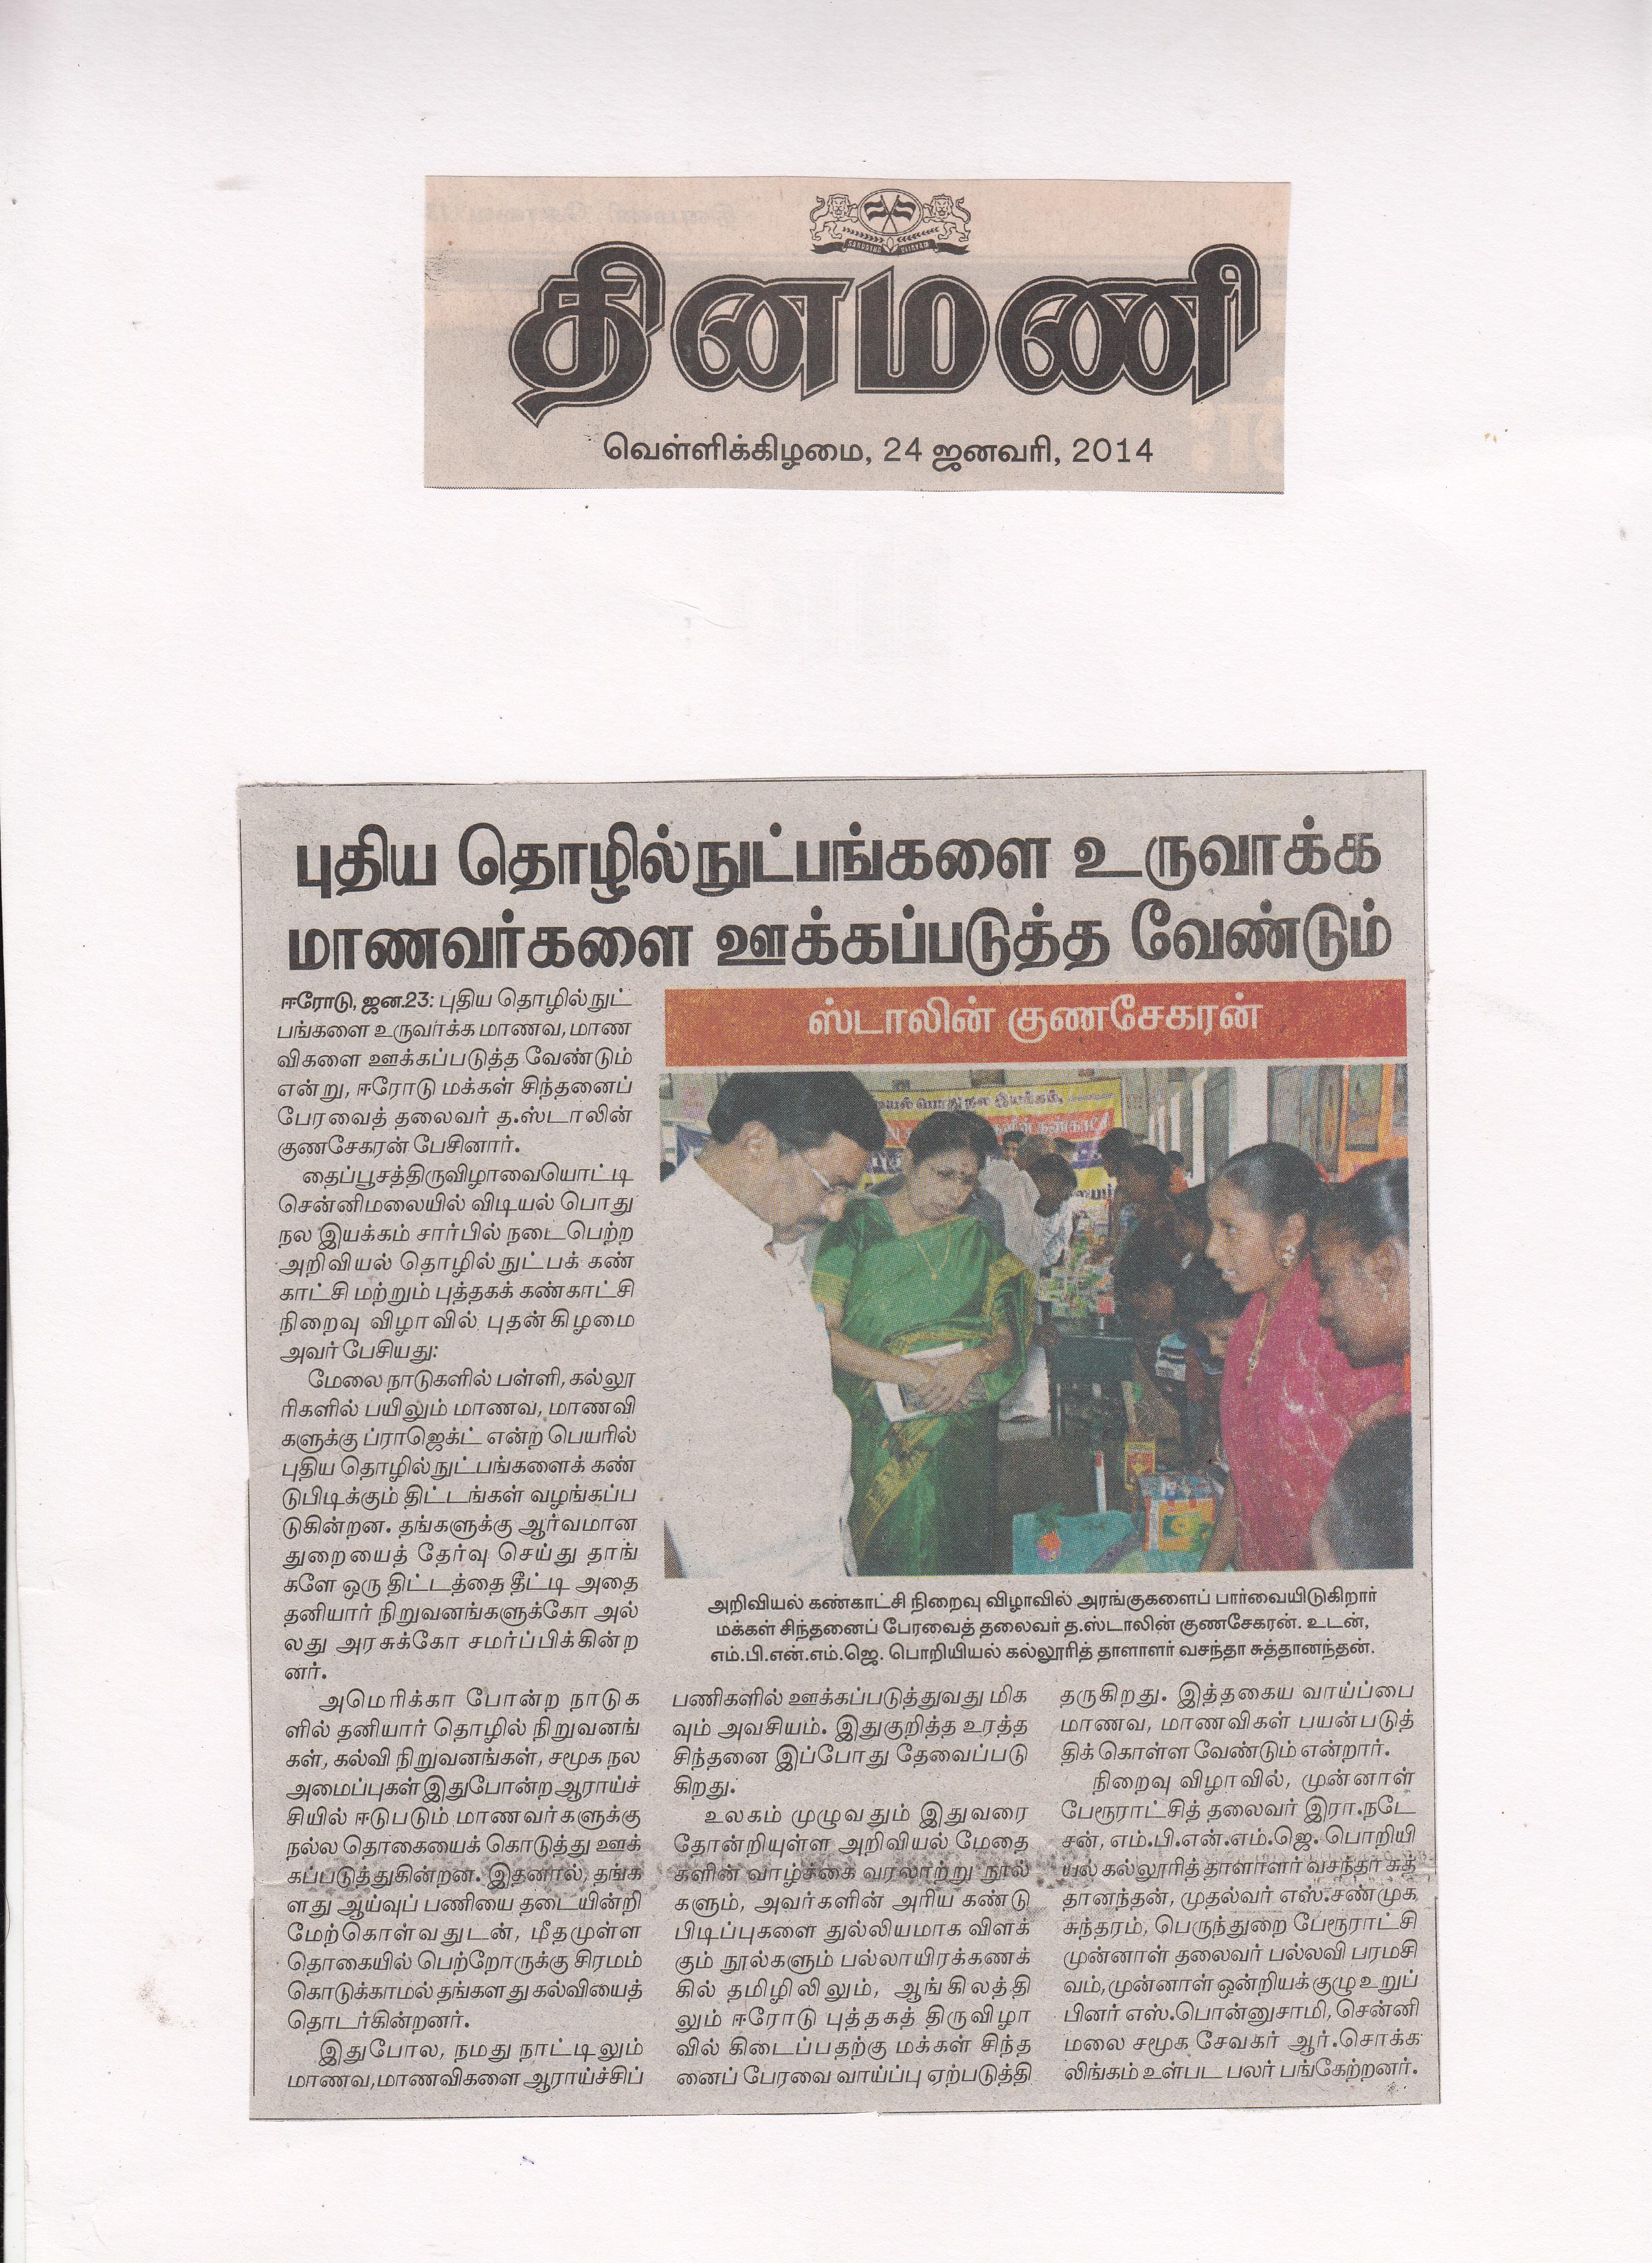 தினமணி
வெள்ளிக்கிழமை, 24 ஜனவரி, 2014
புதிய தொழில்நுட்பங்களை உருவாக்க
மாணவர்களை ஊக்கப்படுத்த வேண்டும்
ஸ்டாலின் குணசேகரன்
ஈரோடு, ஜன.23: புதிய தொழில்நுட்
பங்களை உருவாக்க மாணவ, மாண
விகளை ஊக்கப்படுத்த வேண்டும்
என்று, ஈரோடு மக்கள் சிந்தனைப்
பேரவைத் தலைவர் த.ஸ்டாலின்
குணசேகரன் பேசினார்.
தைப்பூசத்திருவிழாவையொட்டி
சென்னிமலையில் விடியல் பொது
நல இயக்கம் சார்பில் நடைபெற்ற
அறிவியல் தொழில் நுட்பக் கண்
காட்சி மற்றும் புத்தகக் கண்காட்சி
நிறைவு விழாவில் புதன்கிழமை
அவர் பேசியது:
மேலை நாடுகளில் பள்ளி, கல்லூ
ரிகளில் பயிலும் மாணவ, மாணவி
களுக்கு ப்ராஜெக்ட் என்ற பெயரில்
புதிய தொழில்நுட்பங்களைக் கண்
டுபிடிக்கும் திட்டங்கள் வழங்கப்ப
டுகின்றன. தங்களுக்கு ஆர்வமான
துறையைத் தேர்வு செய்து தாங்
களே ஒரு திட்டத்தை தீட்டி அதை
தனியார் நிறுவனங்களுக்கோ அல்
லது அரசுக்கோ சமர்ப்பிக்கின்ற
னர்.
அமெரிக்கா போன்ற நாடுக
ளில் தனியார் தொழில் நிறுவனங்
கள், கல்வி நிறுவனங்கள், சமூக நல
அமைப்புகள் இதுபோன்ற ஆராய்ச்
சியில் ஈடுபடும் மாணவர்களுக்கு
நல்ல தொகையைக் கொடுத்து ஊக்
கப்படுத்துகின்றன. இதனால், தங்க
ளது ஆய்வுப் பணியை தடையின்றி
மேற்கொள்வதுடன், மீதமுள்ள
தொகையில் பெற்றோருக்கு சிரமம்
கொடுக்காமல் தங்களது கல்வியைத்
தொடர்கின்றனர்.
இதுபோல, நமது நாட்டிலும்
மாணவ,மாணவிகளை ஆராய்ச்சிப்
யல் பொது நல இயக்கம்,
அறிவியல் கண்காட்சி நிறைவு விழாவில் அரங்குகளைப் பார்வையிடுகிறார்
மக்கள் சிந்தனைப் பேரவைத் தலைவர் த.ஸ்டாலின் குணசேகரன். உடன்,
எம்.பி.என்.எம்.ஜெ. பொறியியல் கல்லூரித் தாளாளர் வசந்தா சுத்தானந்தன்.
பணிகளில் ஊக்கப்படுத்துவது மிக
வும் அவசியம். இதுகுறித்த உரத்த
சிந்தனை இப்போது தேவைப்படு
கிறது.
உலகம் முழுவதும் இதுவரை
தோன்றியுள்ள அறிவியல் மேதை
களின் வாழ்க்கை வரலாற்று நூல்
களும், அவர்களின் அரிய கண்டு
பிடிப்புகளை துல்லியமாக விளக்
கும் நூல்களும் பல்லாயிரக்கணக்
கில் தமிழிலிலும், ஆங்கிலத்தி
லும் ஈரோடு புத்தகத் திருவிழா
வில் கிடைப்பதற்கு மக்கள் சிந்த
னைப் பேரவை வாய்ப்பு ஏற்படுத்தி
தருகிறது. இத்தகைய வாய்ப்பை
மாணவ, மாணவிகள் பயன்படுத்
திக் கொள்ள வேண்டும் என்றார்.
நிறைவு விழாவில், முன்னாள்
பேரூராட்சித் தலைவர் இரா.நடே
சன், எம்.பி.என்.எம்.ஜெ. பொறியி
யல் கல்லூரித் தாளாளர் வசந்தா சுத்
தானந்தன், முதல்வர் எஸ்.சண்முக
சுந்தரம், பெருந்துறை பேரூராட்சி
முன்னாள் தலைவர் பல்லவி பரமசி
வம்,முன்னாள் ஒன்றியக்குழு உறுப்
பினர் எஸ்.பொன்னுசாமி, சென்னி
மலை சமூக சேவகர் ஆர்.சொக்க
லிங்கம் உள்பட பலர் பங்கேற்றனர்.